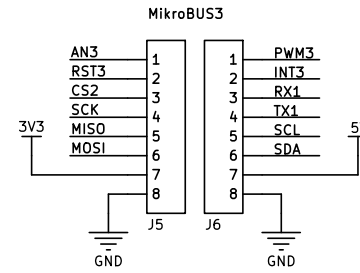 MikroBUS3
AN3 1 1 PWM3
RST3 2 2 INT3
CS2 3 3 RX1
SCK 4 4 TX1
3V3 MISO 5 5 SCL 5
MOSI 6 6 SDA
7 7
8 8
J5 J6
GND GND